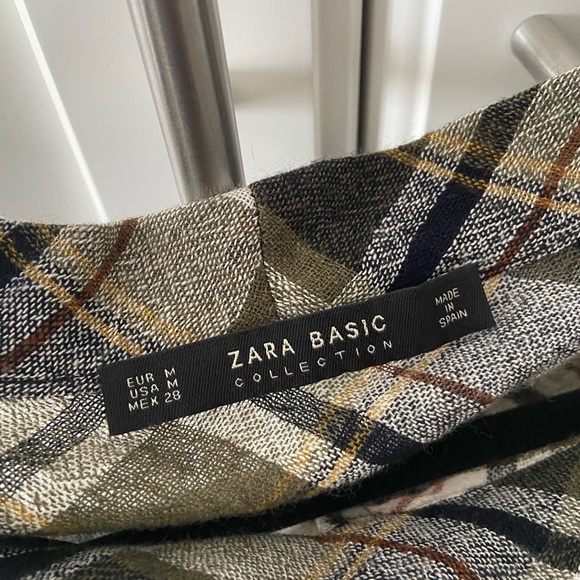 EUR M
USA M
MEX 28
ZARA BASIC
COLLECTION
MADE
IN
SPAIN